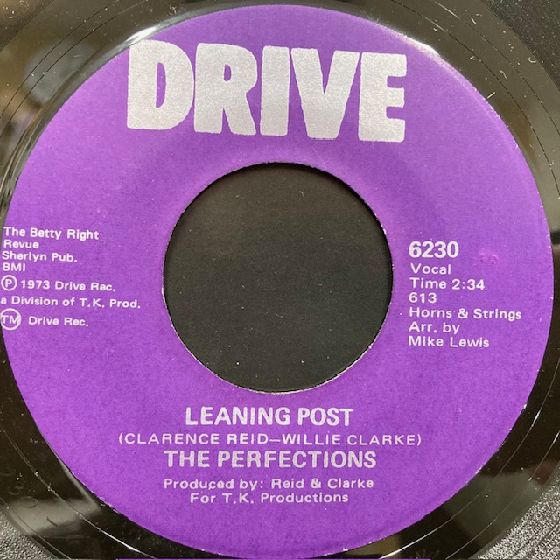 DRIVE
The Betty Right
Revue
Sherlyn Pub.
BMI
Ⓟ 1973 Drive Rec.
a Division of T.K. Prod.
TM Drive Rec.
6230
Vocal
Time 2:34
613
Horns & Strings
Arr. by
Mike Lewis
LEANING POST
(CLARENCE REID—WILLIE CLARKE)
THE PERFECTIONS
Produced by: Reid & Clarke
For T.K. Productions